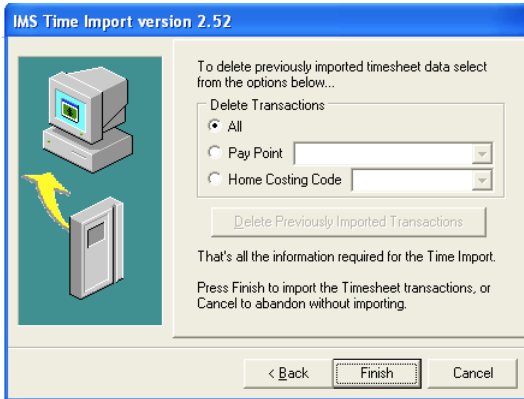 IMS Time Import version 2.52
To delete previously imported timesheet data select
from the options below...
Delete Transactions
All
Pay Point
Home Costing Code
Delete Previously Imported Transactions
That's all the information required for the Time Import.
Press Finish to import the Timesheet transactions, or
Cancel to abandon without importing.
< Back
Finish
Cancel